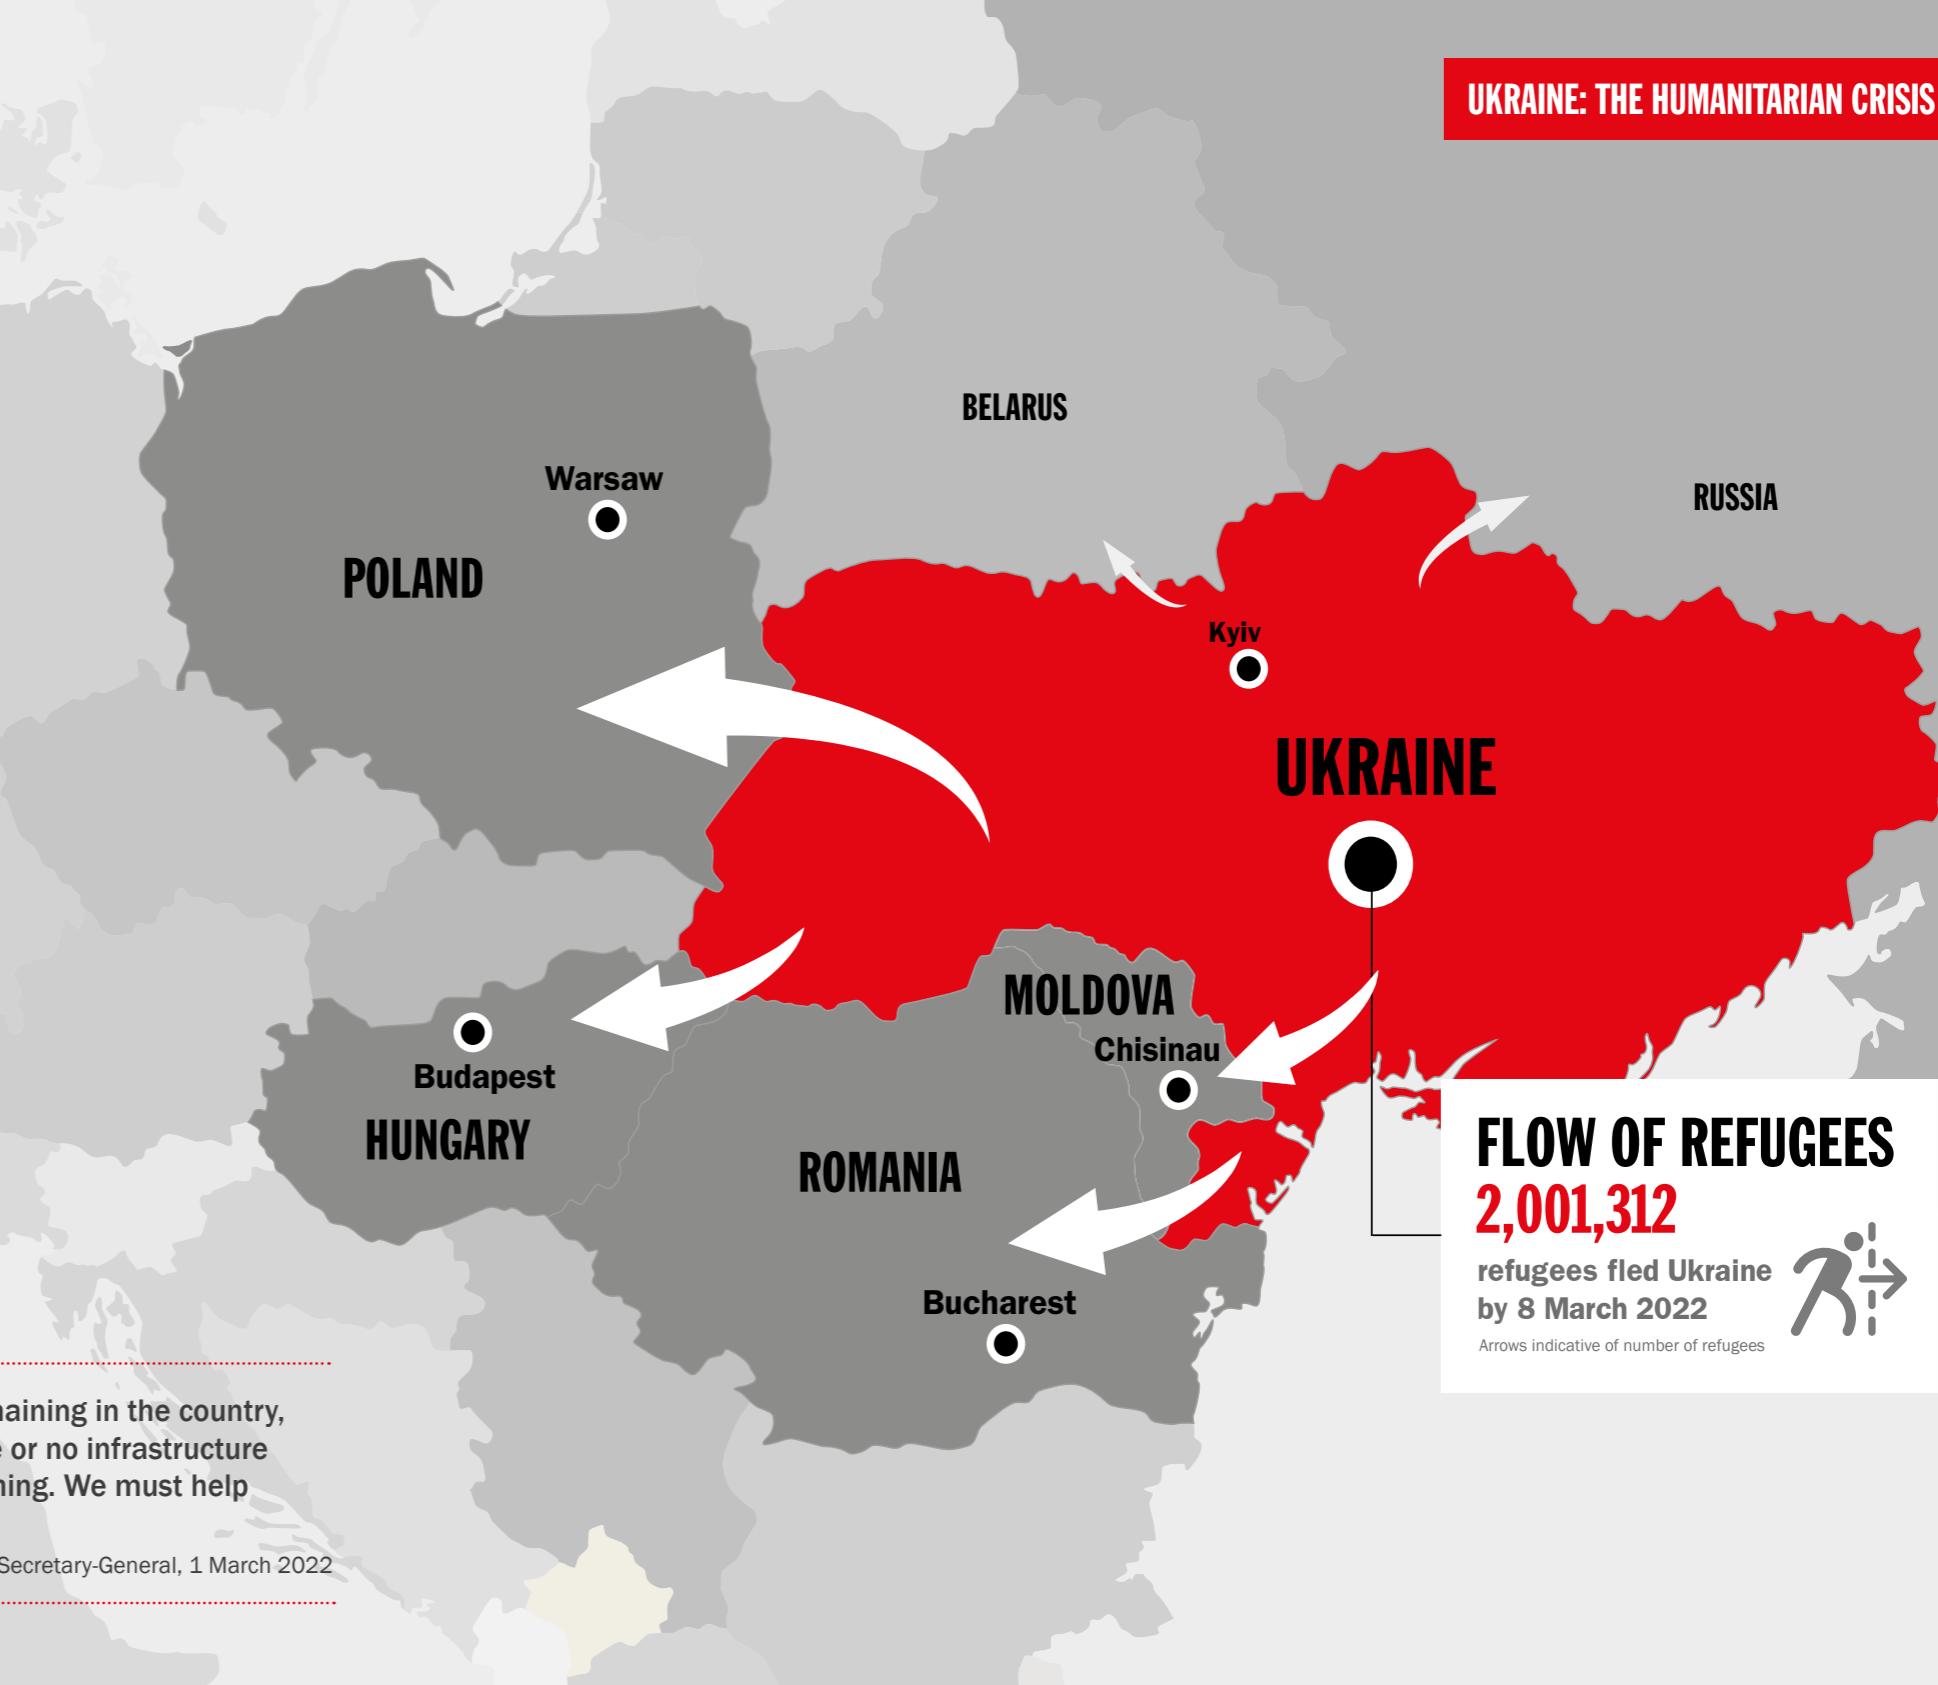 UKRAINE: THE HUMANITARIAN CRISIS
BELARUS
RUSSIA
Warsaw
POLAND
Kyiv
UKRAINE
MOLDOVA
Chisinau
Budapest
HUNGARY
ROMANIA
Bucharest
FLOW OF REFUGEES
2,001,312
refugees fled Ukraine
by 8 March 2022
Arrows indicative of number of refugees
in the country,
or no infrastructure
We must help
Secretary-General, 1 March 2022